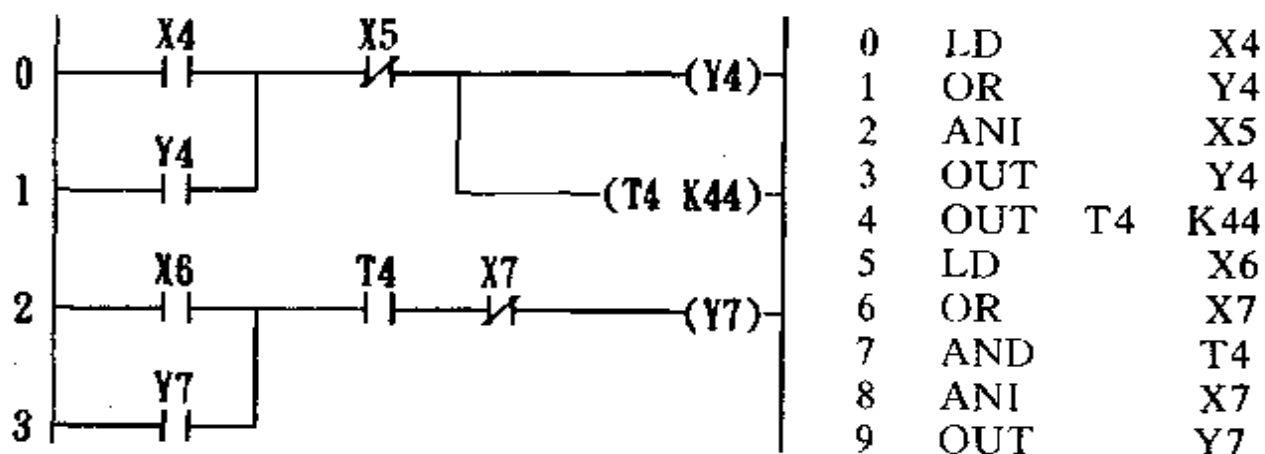 X4 X5
0 (Y4)
Y4
1 (T4 K44)
X6 T4 X7
2 (Y7)
Y7
3
0 LD X4
1 OR Y4
2 ANI X5
3 OUT Y4
4 OUT T4 K44
5 LD X6
6 OR X7
7 AND T4
8 ANI X7
9 OUT Y7